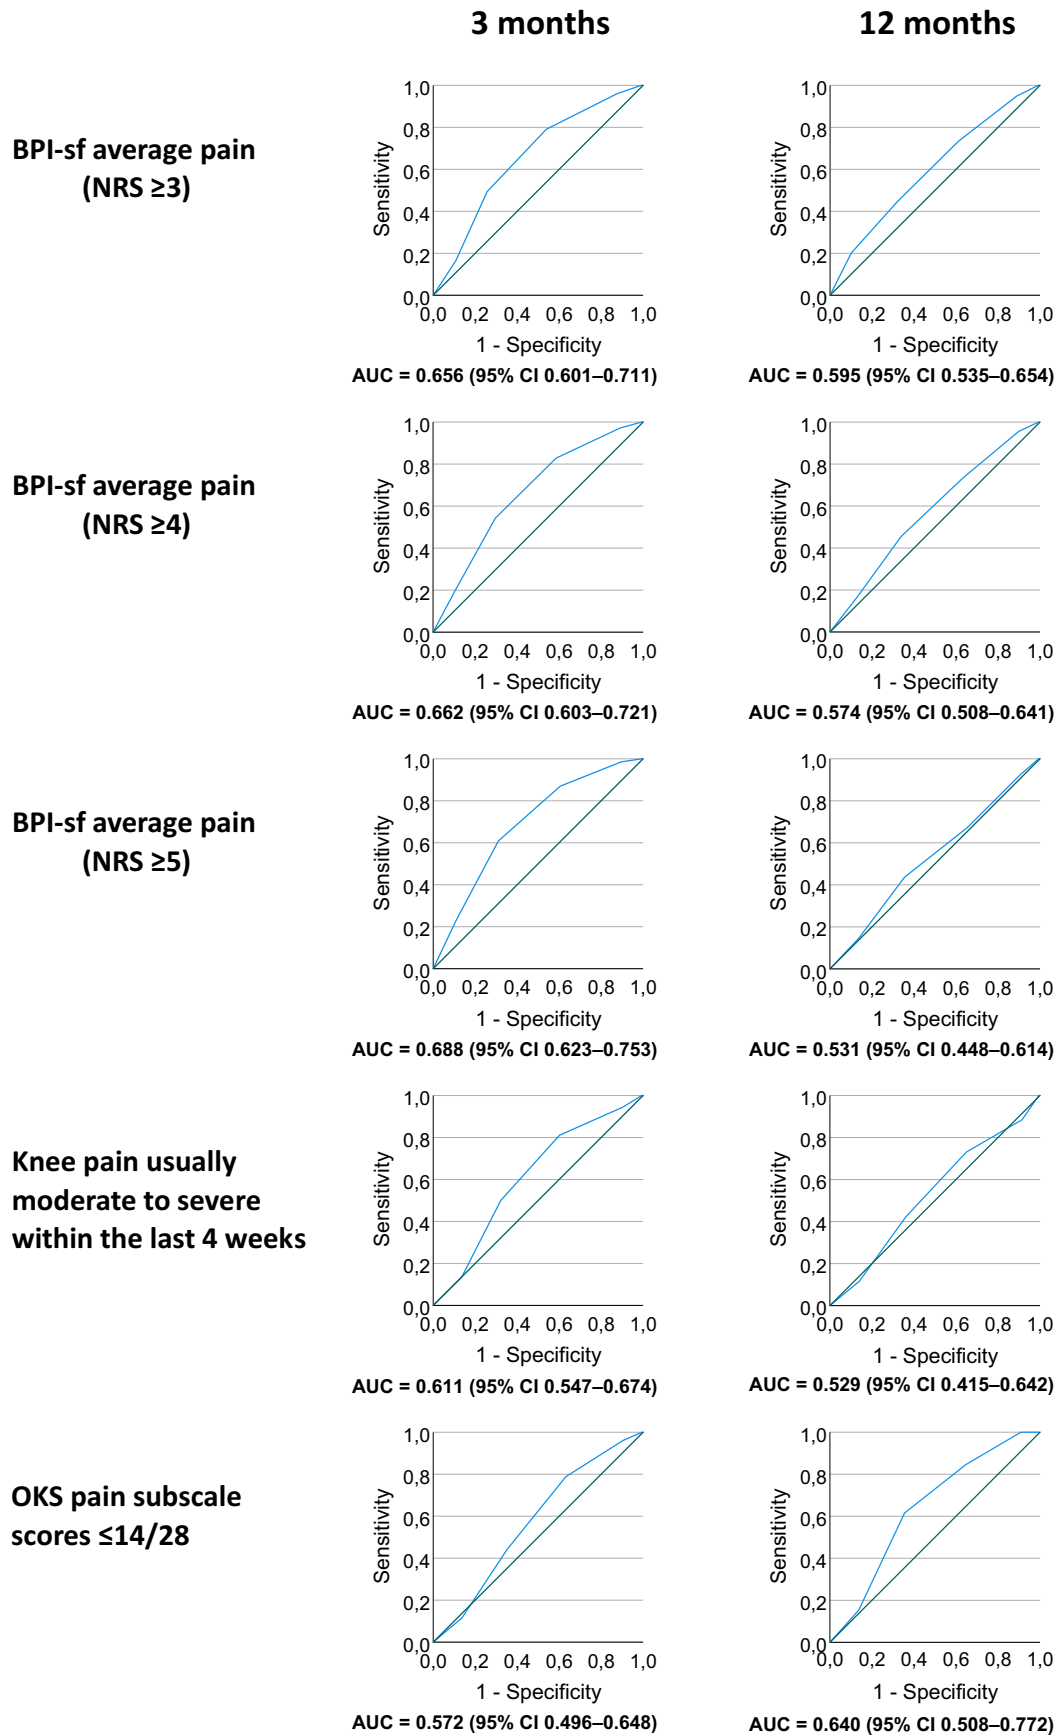 3 months
12 months
BPI-sf average pain
(NRS ≥3)
1,0
0,8
0,6
0,4
0,2
0,0
Sensitivity
0,0 0,2 0,4 0,6 0,8 1,0
1 - Specificity
AUC = 0.656 (95% CI 0.601–0.711)
1,0
0,8
0,6
0,4
0,2
0,0
Sensitivity
0,0 0,2 0,4 0,6 0,8 1,0
1 - Specificity
AUC = 0.595 (95% CI 0.535–0.654)
BPI-sf average pain
(NRS ≥4)
1,0
0,8
0,6
0,4
0,2
0,0
Sensitivity
0,0 0,2 0,4 0,6 0,8 1,0
1 - Specificity
AUC = 0.662 (95% CI 0.603–0.721)
1,0
0,8
0,6
0,4
0,2
0,0
Sensitivity
0,0 0,2 0,4 0,6 0,8 1,0
1 - Specificity
AUC = 0.574 (95% CI 0.508–0.641)
BPI-sf average pain
(NRS ≥5)
1,0
0,8
0,6
0,4
0,2
0,0
Sensitivity
0,0 0,2 0,4 0,6 0,8 1,0
1 - Specificity
AUC = 0.688 (95% CI 0.623–0.753)
1,0
0,8
0,6
0,4
0,2
0,0
Sensitivity
0,0 0,2 0,4 0,6 0,8 1,0
1 - Specificity
AUC = 0.531 (95% CI 0.448–0.614)
Knee pain usually
moderate to severe
within the last 4 weeks
1,0
0,8
0,6
0,4
0,2
0,0
Sensitivity
0,0 0,2 0,4 0,6 0,8 1,0
1 - Specificity
AUC = 0.611 (95% CI 0.547–0.674)
1,0
0,8
0,6
0,4
0,2
0,0
Sensitivity
0,0 0,2 0,4 0,6 0,8 1,0
1 - Specificity
AUC = 0.529 (95% CI 0.415–0.642)
OKS pain subscale
scores ≤14/28
1,0
0,8
0,6
0,4
0,2
0,0
Sensitivity
0,0 0,2 0,4 0,6 0,8 1,0
1 - Specificity
AUC = 0.572 (95% CI 0.496–0.648)
1,0
0,8
0,6
0,4
0,2
0,0
Sensitivity
0,0 0,2 0,4 0,6 0,8 1,0
1 - Specificity
AUC = 0.640 (95% CI 0.508–0.772)